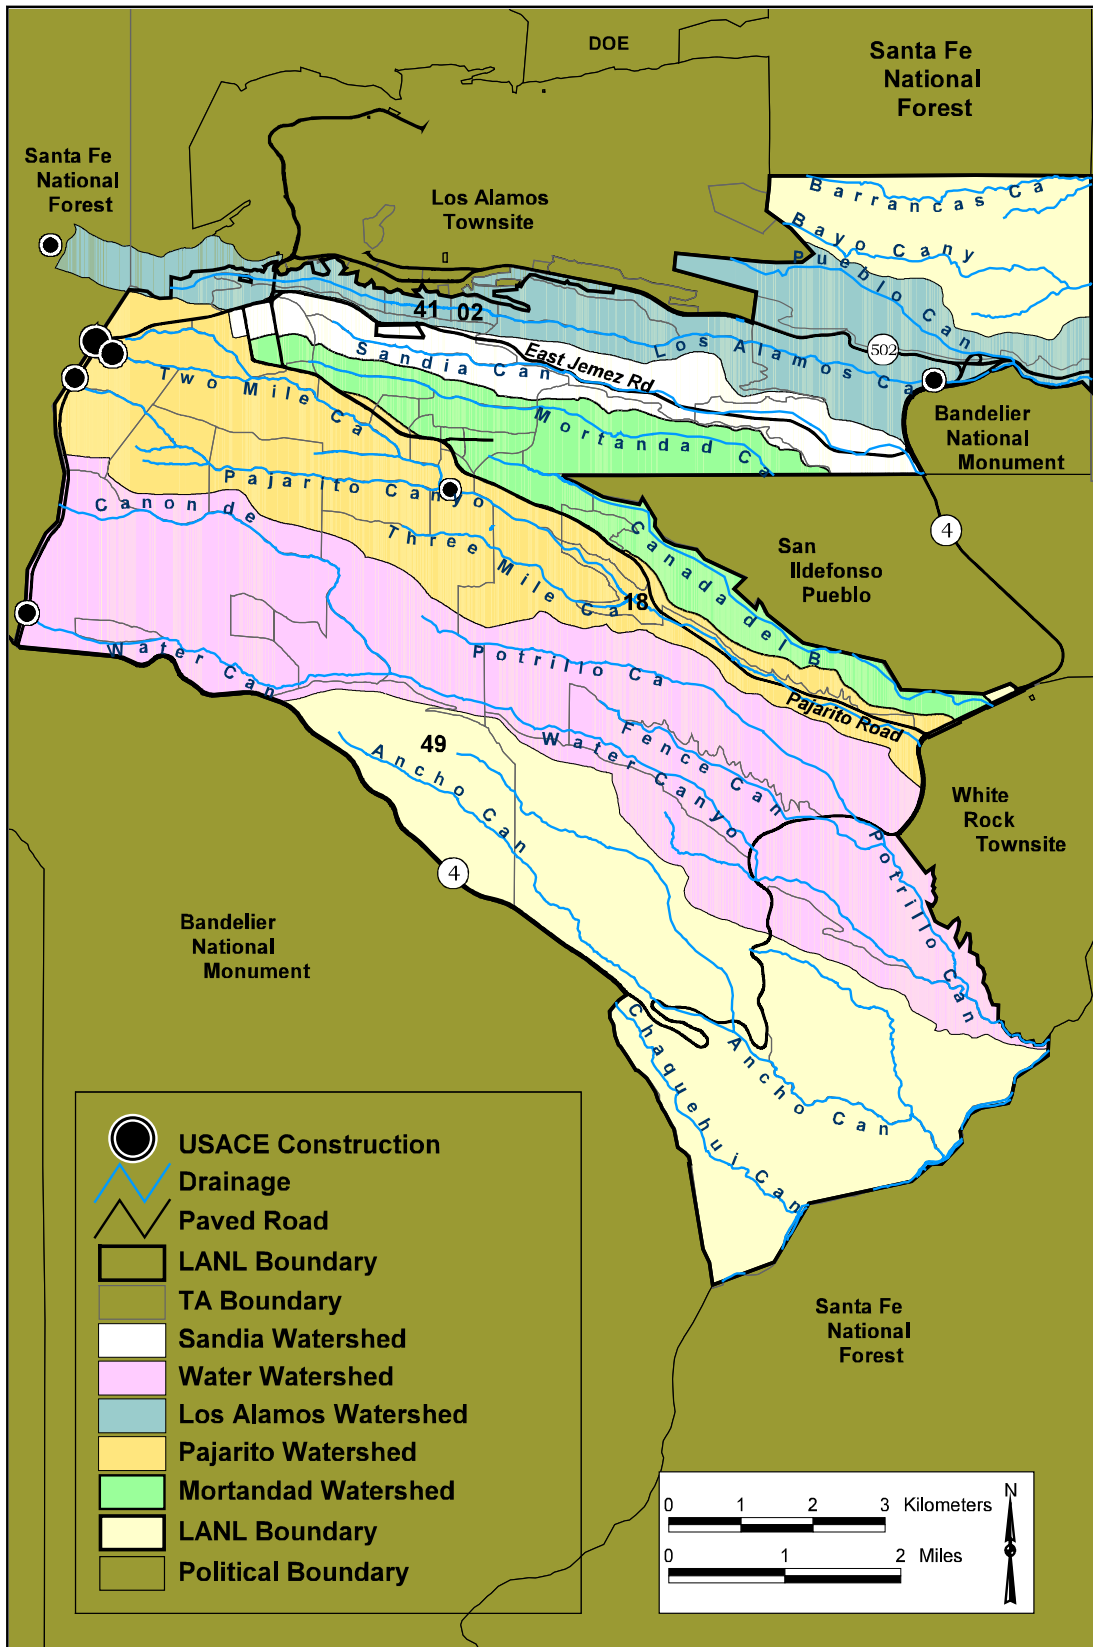 DOE
Santa Fe
National
Forest
Santa Fe
National
Forest
Los Alamos
Townsite
Barrancas Ca
Bayo Cany
Pueblo Can
41 02
502
Los Alamos Ca
East Jemez Rd
Sandia Can
Two Mile Ca
Mortandad Ca
Bandelier
National
Monument
Pajarito Canyo
Canon de
Three Mile Ca
Canada del B
4
San
Ildefonso
Pueblo
18
Water Can
Potrillo Ca
Pajarito Road
49
Ancho Can
Water Canyo
Fence Can
White
Rock
Townsite
Potrillo Can
4
Bandelier
National
Monument
Chaquehui Can
Ancho Can
USACE Construction
Drainage
Paved Road
LANL Boundary
TA Boundary
Sandia Watershed
Water Watershed
Los Alamos Watershed
Pajarito Watershed
Mortandad Watershed
LANL Boundary
Political Boundary
Santa Fe
National
Forest
0 1 2 3 Kilometers
0 1 2 Miles
N